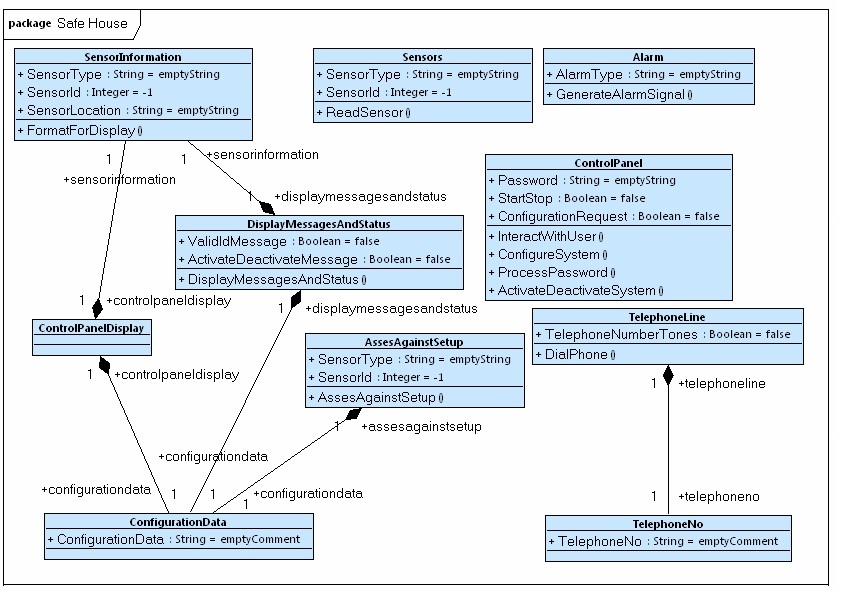 package Safe House
SensorInformation
+ SensorType : String = emptyString
+ SensorId : Integer = -1
+ SensorLocation : String = emptyString
+ FormatForDisplay()
Sensors
+ SensorType : String = emptyString
+ SensorId : Integer = -1
+ ReadSensor()
Alarm
+ AlarmType : String = emptyString
+ GenerateAlarmSignal()
1
+sensorinformation
1
+sensorinformation
1
+displaymessagesandstatus
ControlPanel
+ Password : String = emptyString
+ StartStop : Boolean = false
+ ConfigurationRequest : Boolean = false
+ InteractWithUser()
+ ConfigureSystem()
+ ProcessPassword()
+ ActivateDeactivateSystem()
DisplayMessagesAndStatus
+ ValidIdMessage : Boolean = false
+ ActivateDeactivateMessage : Boolean = false
+ DisplayMessagesAndStatus()
1
+controlpaneldisplay
1
+displaymessagesandstatus
ControlPanelDisplay
TelephoneLine
+ TelephoneNumberTones : Boolean = false
+ DialPhone()
AssesAgainstSetup
+ SensorType : String = emptyString
+ SensorId : Integer = -1
+ AssesAgainstSetup()
1
+controlpaneldisplay
1
+telephoneline
1
+assesagainstsetup
+configurationdata
+configurationdata
1
1
+configurationdata
1
1
+telephoneno
ConfigurationData
+ ConfigurationData : String = emptyComment
TelephoneNo
+ TelephoneNo : String = emptyComment